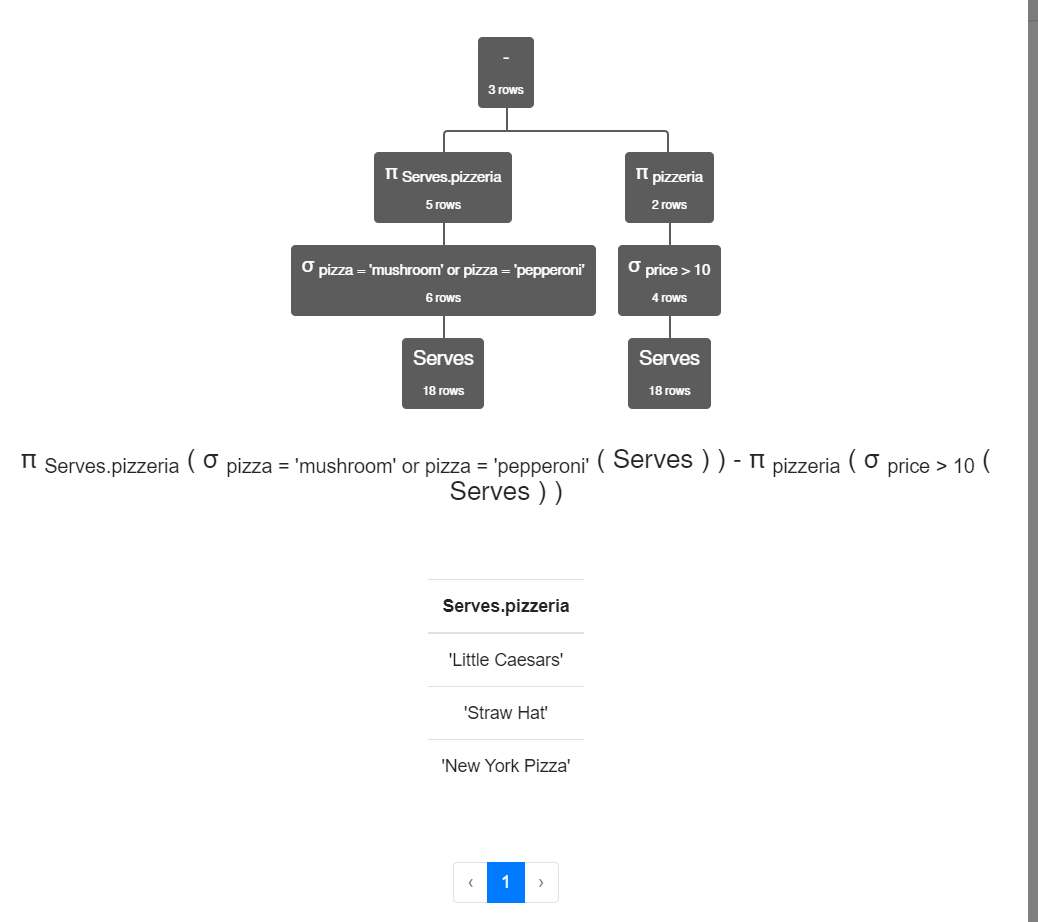 -
3 rows
π Serves.pizzeria
5 rows
π pizzeria
2 rows
σ pizza = 'mushroom' or pizza = 'pepperoni'
6 rows
σ price > 10
4 rows
Serves
18 rows
Serves
18 rows
π Serves.pizzeria ( σ pizza = 'mushroom' or pizza = 'pepperoni' ( Serves ) ) - π pizzeria ( σ price > 10 (
Serves ) )
Serves.pizzeria
'Little Caesars'
'Straw Hat'
'New York Pizza'
‹ 1 ›